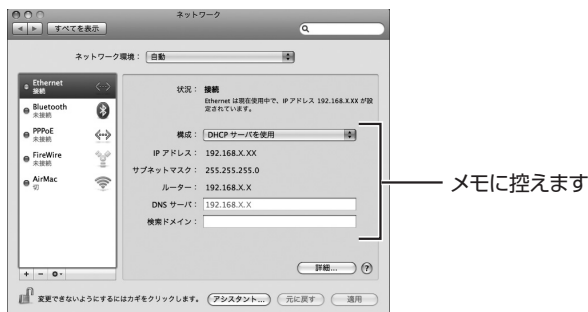 ネットワーク
すべてを表示
ネットワーク環境： 自動
Ethernet
接続
Bluetooth
未接続
PPPoE
未接続
FireWire
未接続
AirMac
切
状況： 接続
Ethernet は現在使用中で、IP アドレス 192.168.X.XX が設
定されています。
構成： DHCP サーバを使用
IP アドレス： 192.168.X.XX
サブネットマスク： 255.255.255.0
ルーター： 192.168.X.X
DNS サーバ： 192.168.X.X
検索ドメイン：
メモに控えます
詳細... ?
変更できないようにするにはカギをクリックします。 アシスタント... 元に戻す 適用